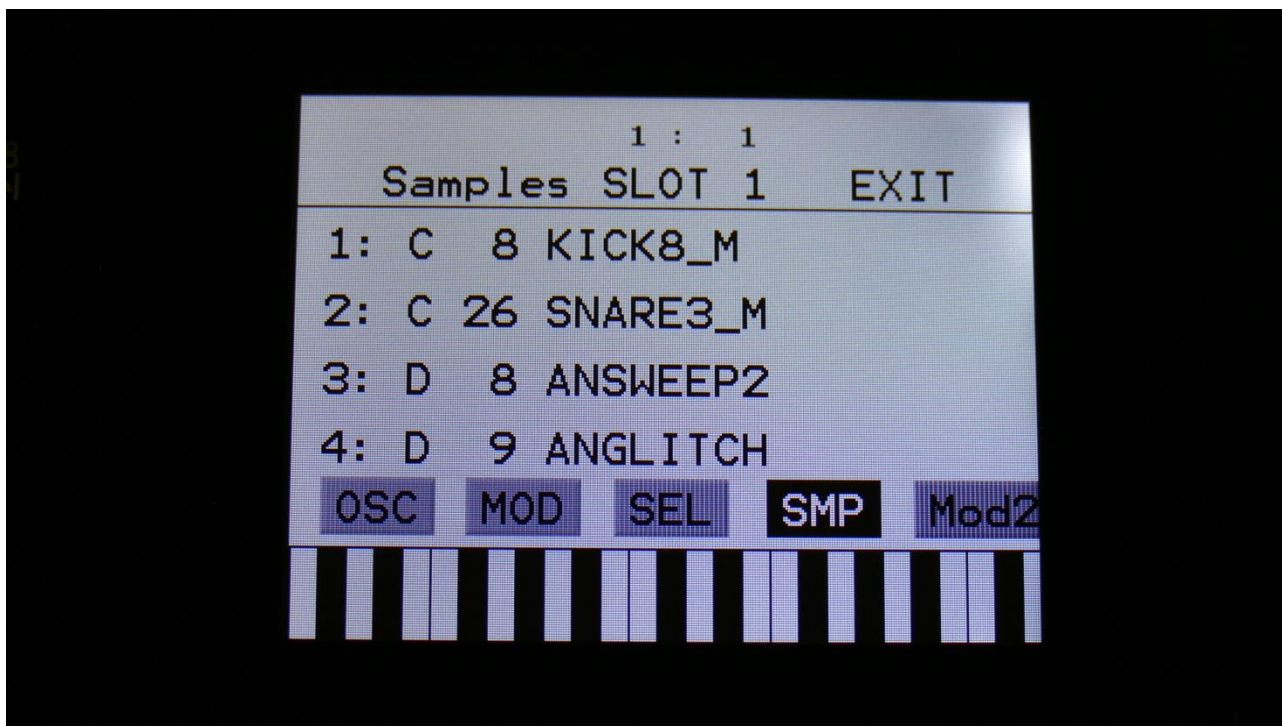 1 : 1
Samples SLOT 1 EXIT
1: C 8 KICK8_M
2: C 26 SNARE3_M
3: D 8 ANSWEEP2
4: D 9 ANGLITCH
OSC MOD SEL SMP Mod2